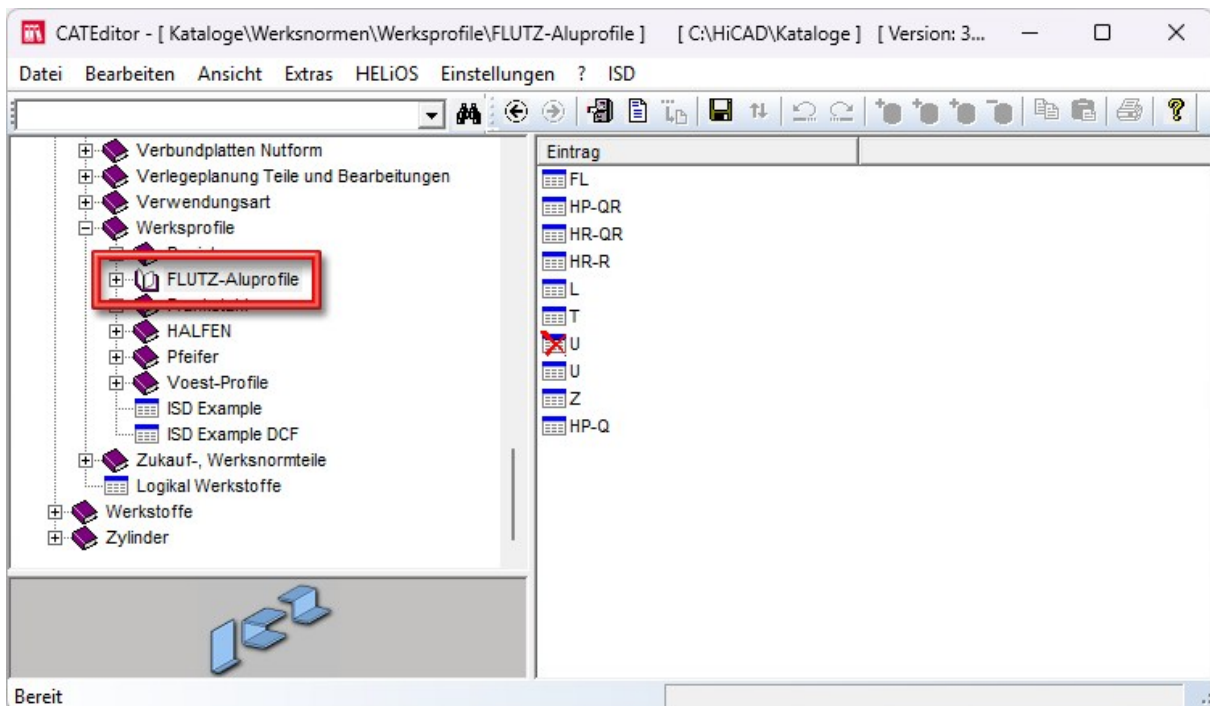 CATEditor - [ Kataloge\Werksnormen\Werksprofile\FLUTZ-Aluprofile ] [ C:\HiCAD\Kataloge ] [ Version: 3...
Datei Bearbeiten Ansicht Extras HELiOS Einstellungen ? ISD
Verbundplatten Nutform
Verlegeplanung Teile und Bearbeitungen
Verwendungsart
Werksprofile
FLUTZ-Aluprofile
HALFEN
Pfeifer
Voest-Profile
ISD Example
ISD Example DCF
Zukauf-, Werksnormteile
Logikal Werkstoffe
Werkstoffe
Zylinder
Eintrag
FL
HP-QR
HR-QR
HR-R
L
T
U
U
Z
HP-Q
Bereit